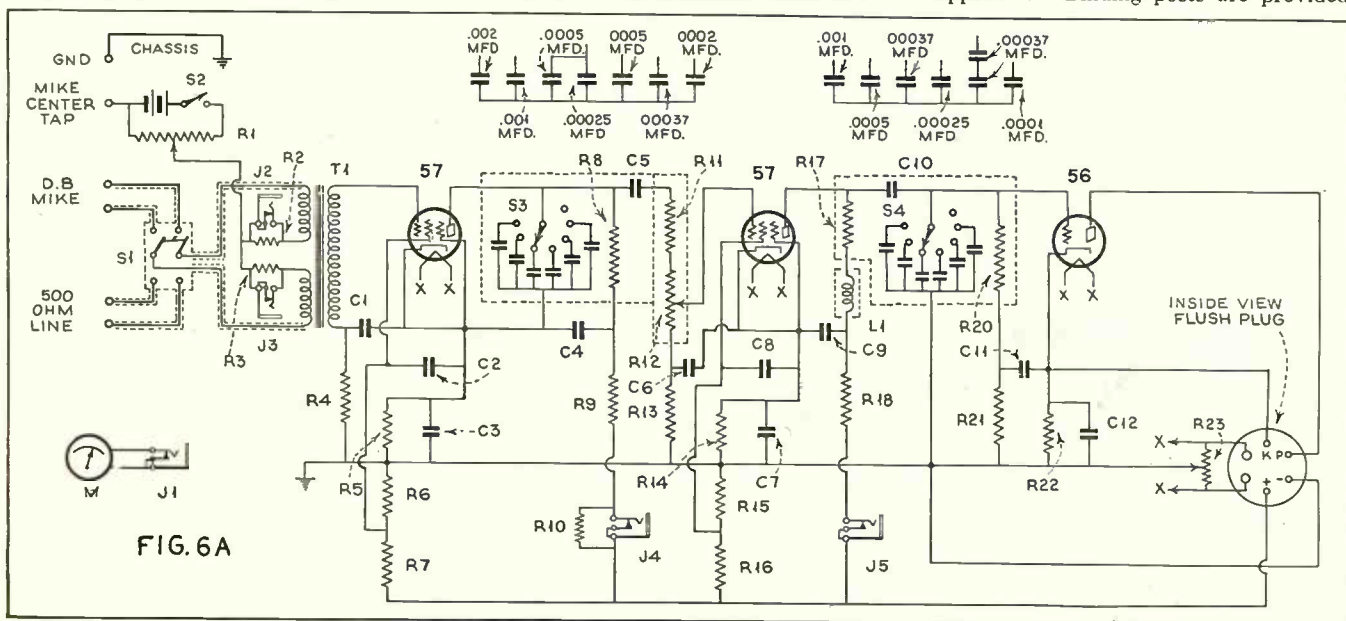 Binding posts are provided
.002 MFD
.0005 MFD.
.0005 MFD
.0002 MFD
.001 MFD.
.00025 MFD
.00037 MFD.
.001 MFD.
.00037 MFD
.00037 MFD.
.0005 MFD.
.00025 MFD
.0001 MFD.
GND
CHASSIS
MIKE CENTER TAP
S2
R1
D.B MIKE
S1
500 OHM LINE
J2
R2
R3
J3
T1
57
R8
C5
R11
57
R17
C10
56
S3
S4
C1
C4
R12
C6
C8
L1
C9
R20
C11
INSIDE VIEW FLUSH PLUG
R4
C2
C3
R5
R9
R13
R14
C7
R18
R21
R22
C12
R23
X
X
X
X
X
X
X
X
K P
+ -
M
J1
R6
R7
R10
J4
R15
R16
J5
FIG. 6A